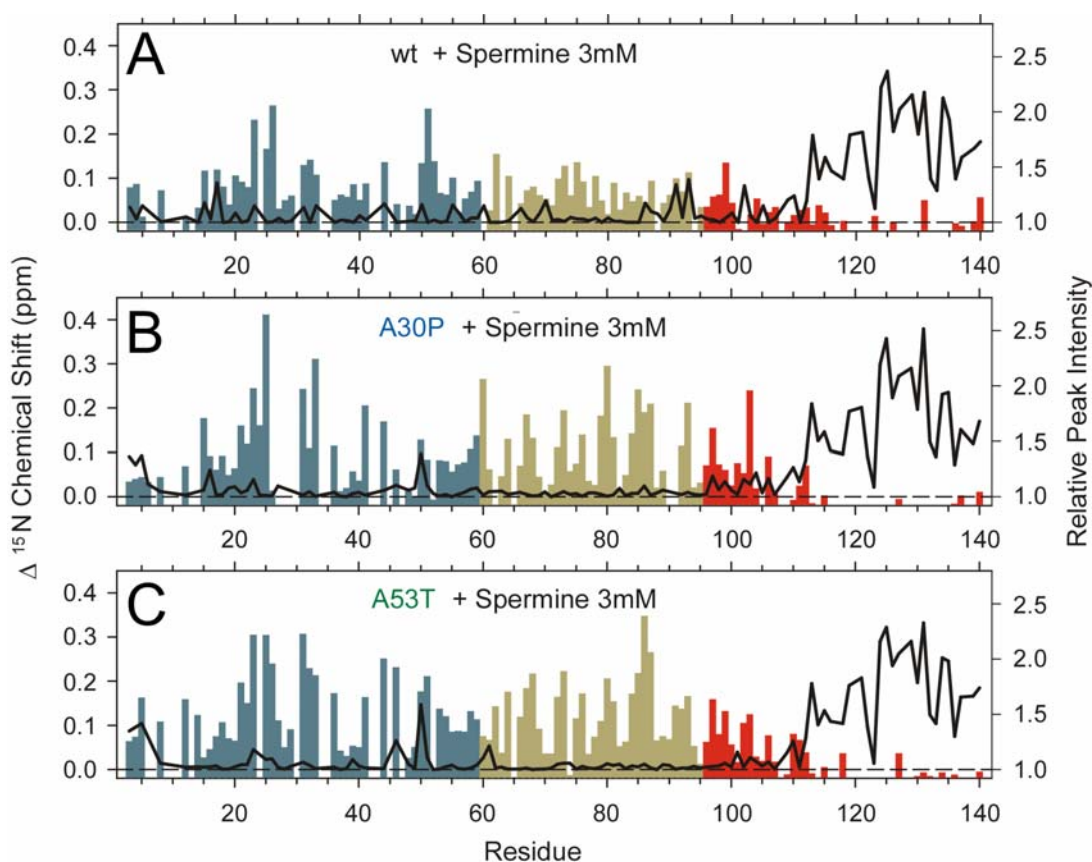 A
wt + Spermine 3mM
0.4
0.3
0.2
0.1
0.0
2.5
2.0
1.5
1.0
20 40 60 80 100 120 140
B
A30P + Spermine 3mM
0.4
0.3
0.2
0.1
0.0
2.5
2.0
1.5
1.0
20 40 60 80 100 120 140
C
A53T + Spermine 3mM
0.4
0.3
0.2
0.1
0.0
2.5
2.0
1.5
1.0
20 40 60 80 100 120 140
Δ ¹⁵N Chemical Shift (ppm)
Relative Peak Intensity
Residue